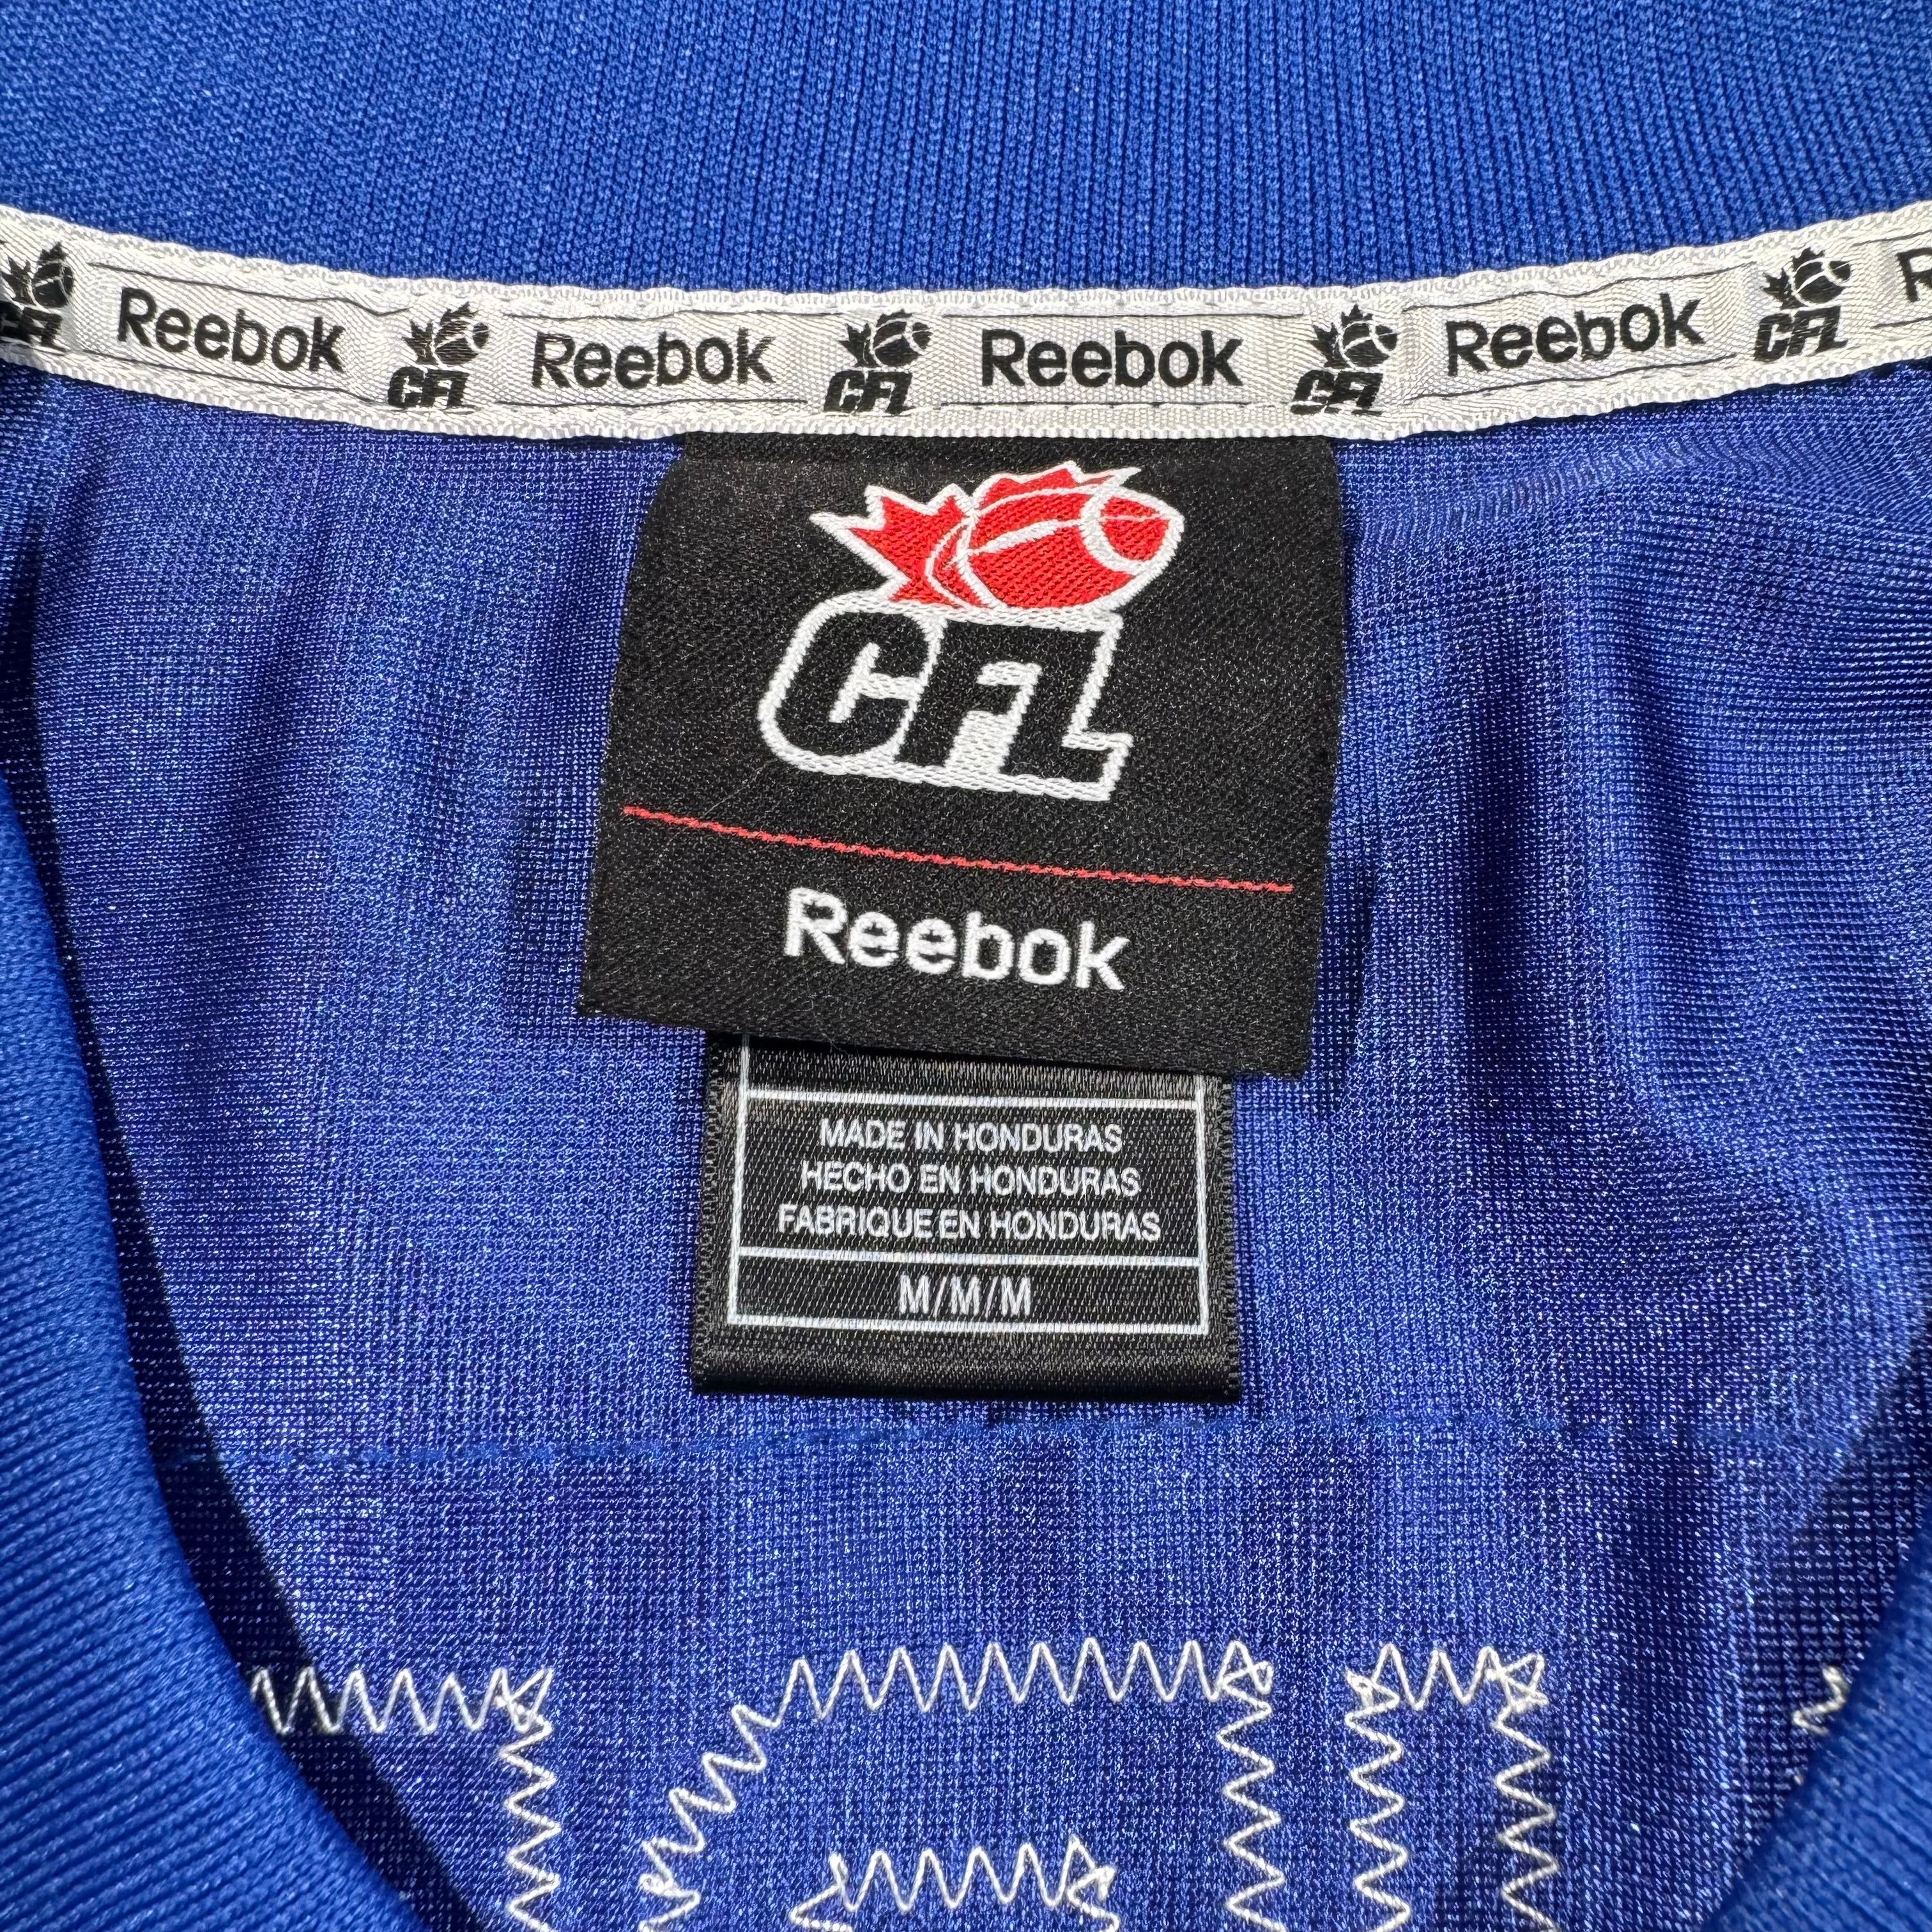 CFL Reebok CFL Reebok CFL Reebok CFL Reebok CFL
CFL
Reebok
MADE IN HONDURAS
HECHO EN HONDURAS
FABRIQUE EN HONDURAS
M/M/M